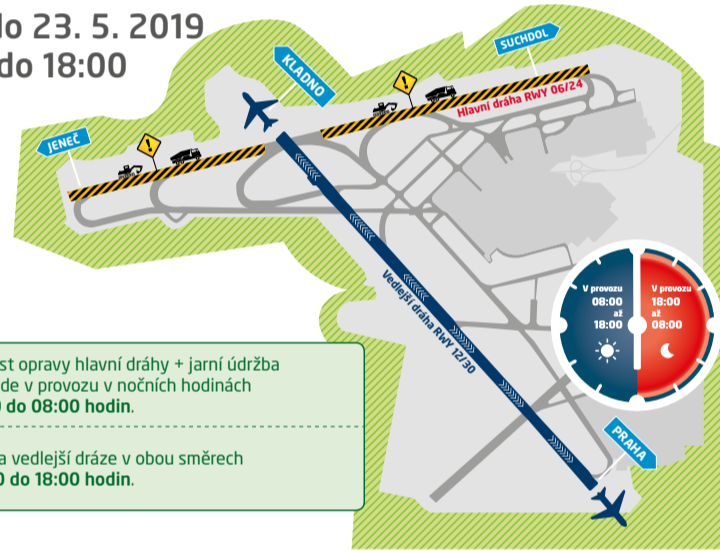 do 23. 5. 2019
do 18:00
KLADNO
SUCHDOL
JENEČ
Hlavní dráha RWY 06/24
Vedlejší dráha RWY 12/30
V provozu
08:00
až
18:00
V provozu
18:00
až
08:00
PRAHA
st opravy hlavní dráhy + jarní údržba
de v provozu v nočních hodinách
do 08:00 hodin.
a vedlejší dráze v obou směrech
0 do 18:00 hodin.